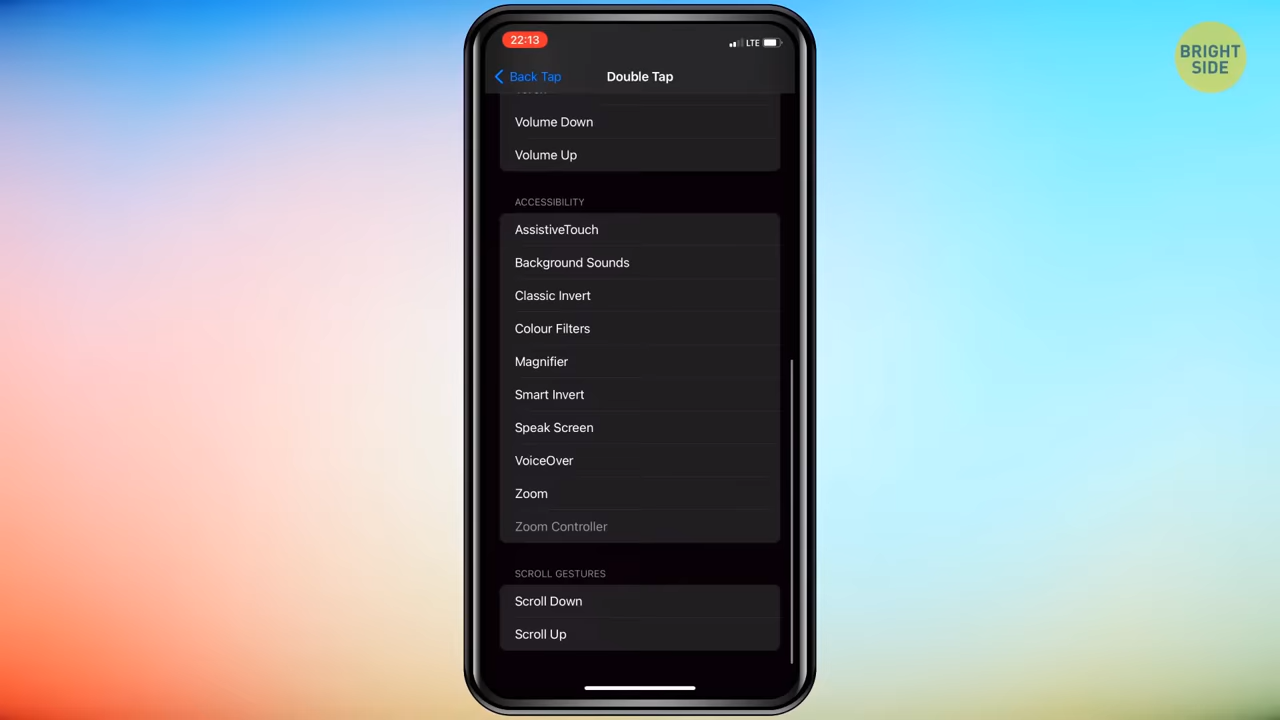 22:13
LTE
BRIGHT
SIDE
Back Tap
Double Tap
Volume Down
Volume Up
ACCESSIBILITY
AssistiveTouch
Background Sounds
Classic Invert
Colour Filters
Magnifier
Smart Invert
Speak Screen
VoiceOver
Zoom
Zoom Controller
SCROLL GESTURES
Scroll Down
Scroll Up